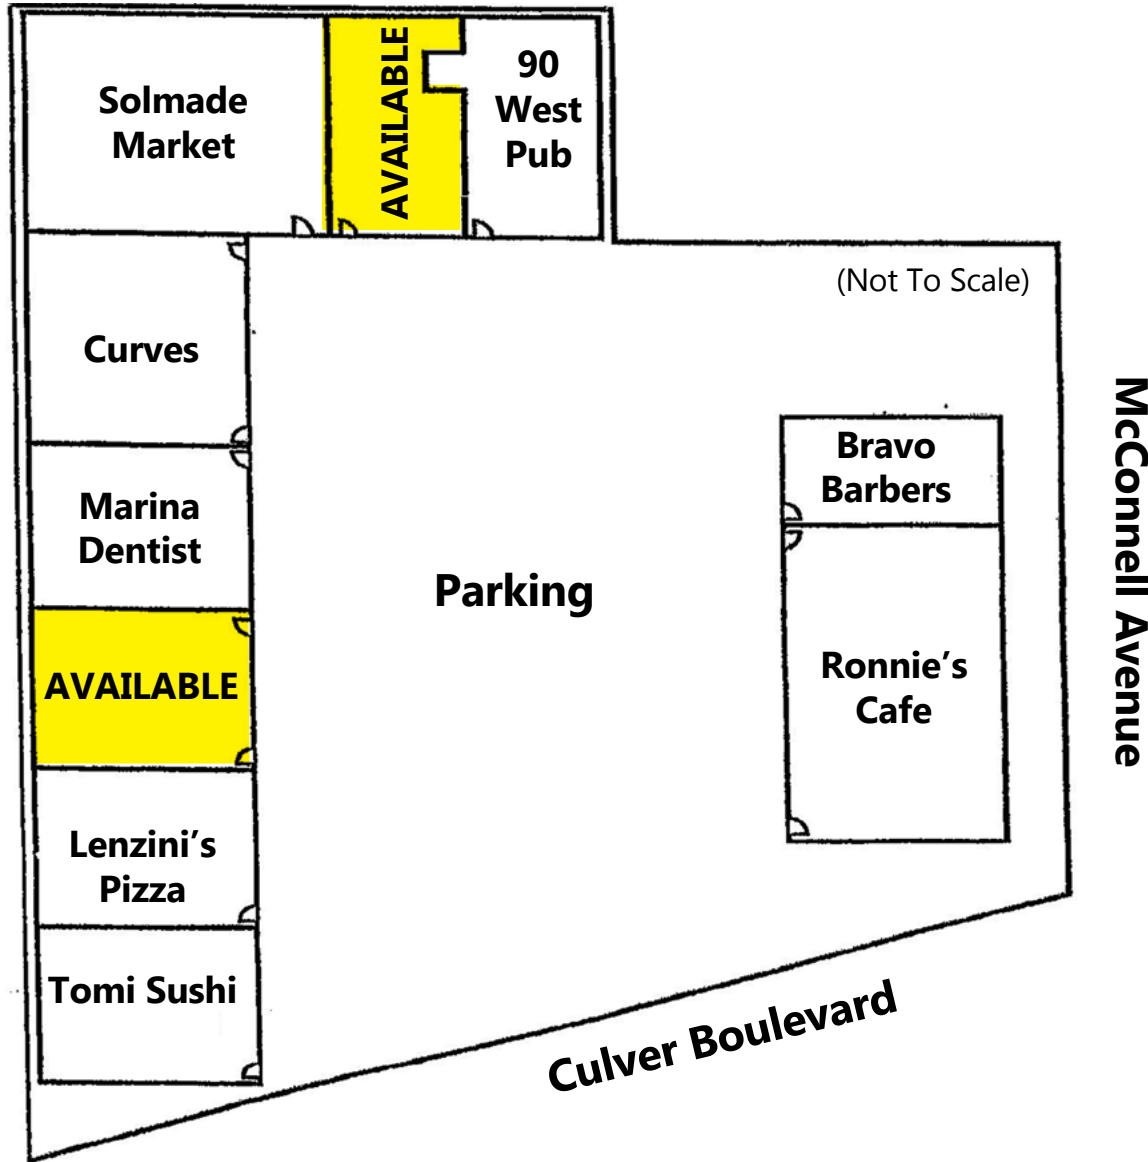 Solmade
Market
AVAILABLE
90
West
Pub
(Not To Scale)
Curves
Bravo
Barbers
Marina
Dentist
Parking
McConnell Avenue
AVAILABLE
Ronnie’s
Cafe
Lenzini’s
Pizza
Tomi Sushi
Culver Boulevard